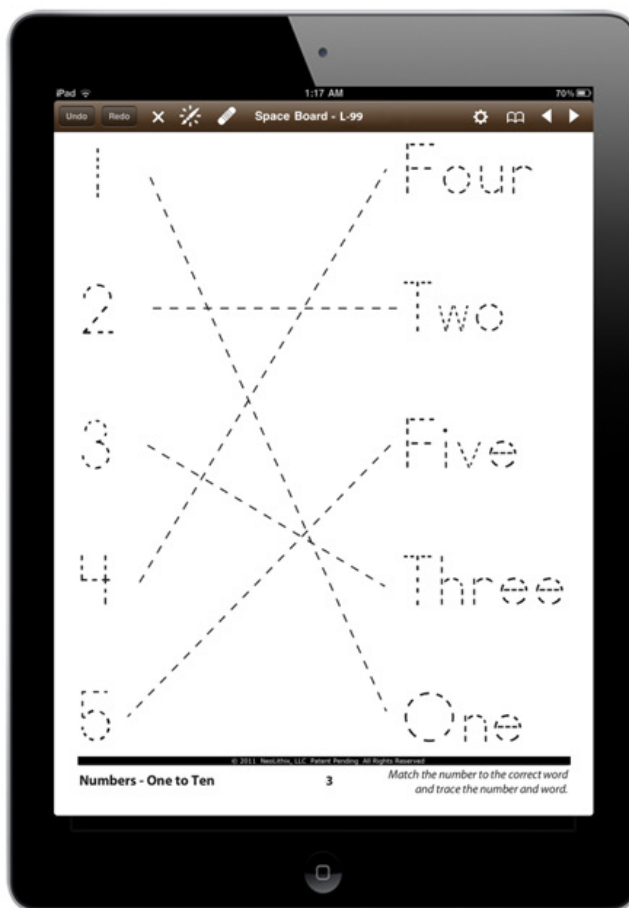 iPad 1:17 AM 70%
Undo Redo Space Board - L-99
1 Four
2 Two
3 Five
4 Three
5 One
© 2011 NeoLithix, LLC Patent Pending All Rights Reserved
Numbers - One to Ten 3 Match the number to the correct word
and trace the number and word.